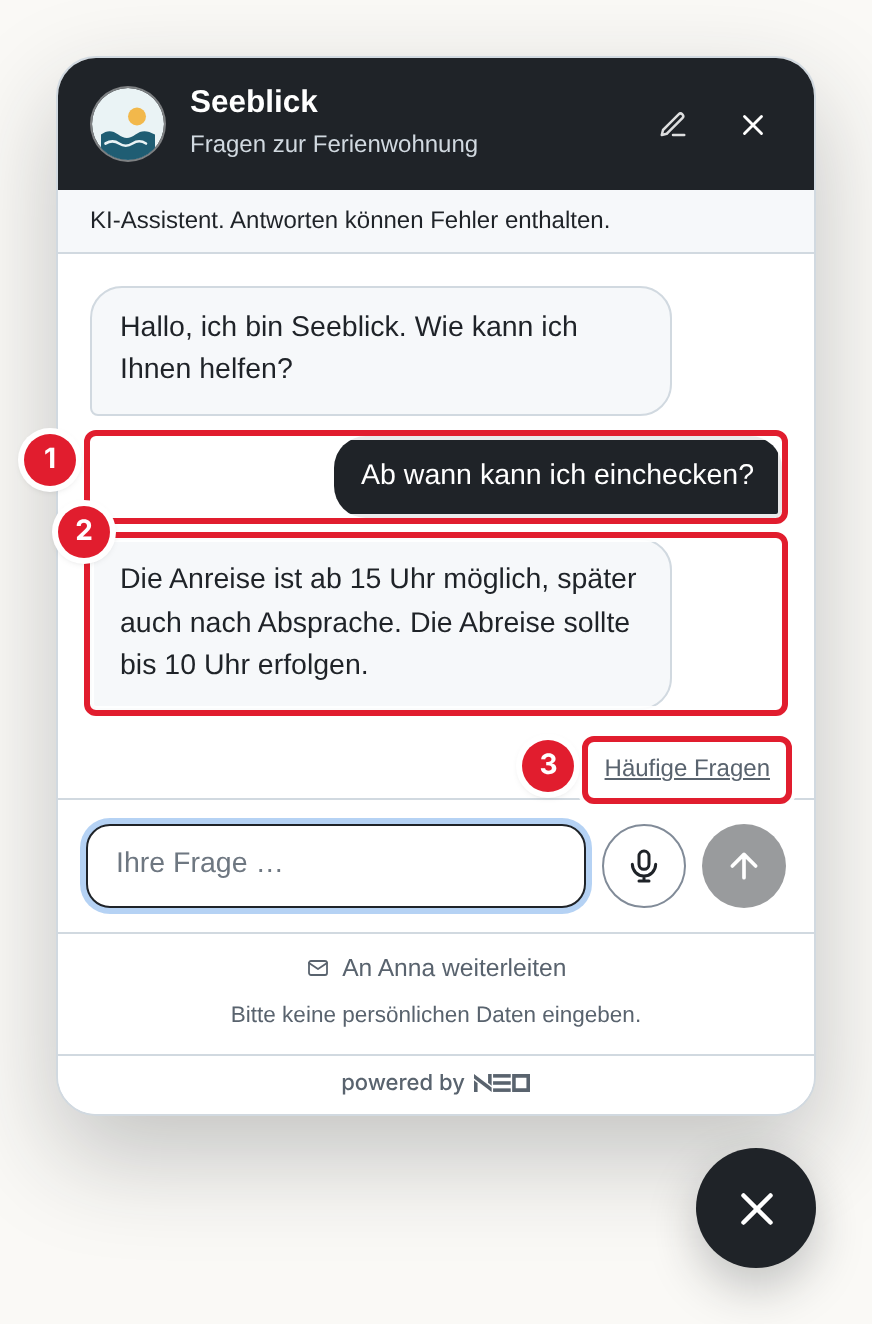 Seeblick
Fragen zur Ferienwohnung
KI-Assistent. Antworten können Fehler enthalten.
Hallo, ich bin Seeblick. Wie kann ich
Ihnen helfen?
1
Ab wann kann ich einchecken?
2
Die Anreise ist ab 15 Uhr möglich, später
auch nach Absprache. Die Abreise sollte
bis 10 Uhr erfolgen.
3
Häufige Fragen
Ihre Frage …
An Anna weiterleiten
Bitte keine persönlichen Daten eingeben.
powered by NEO